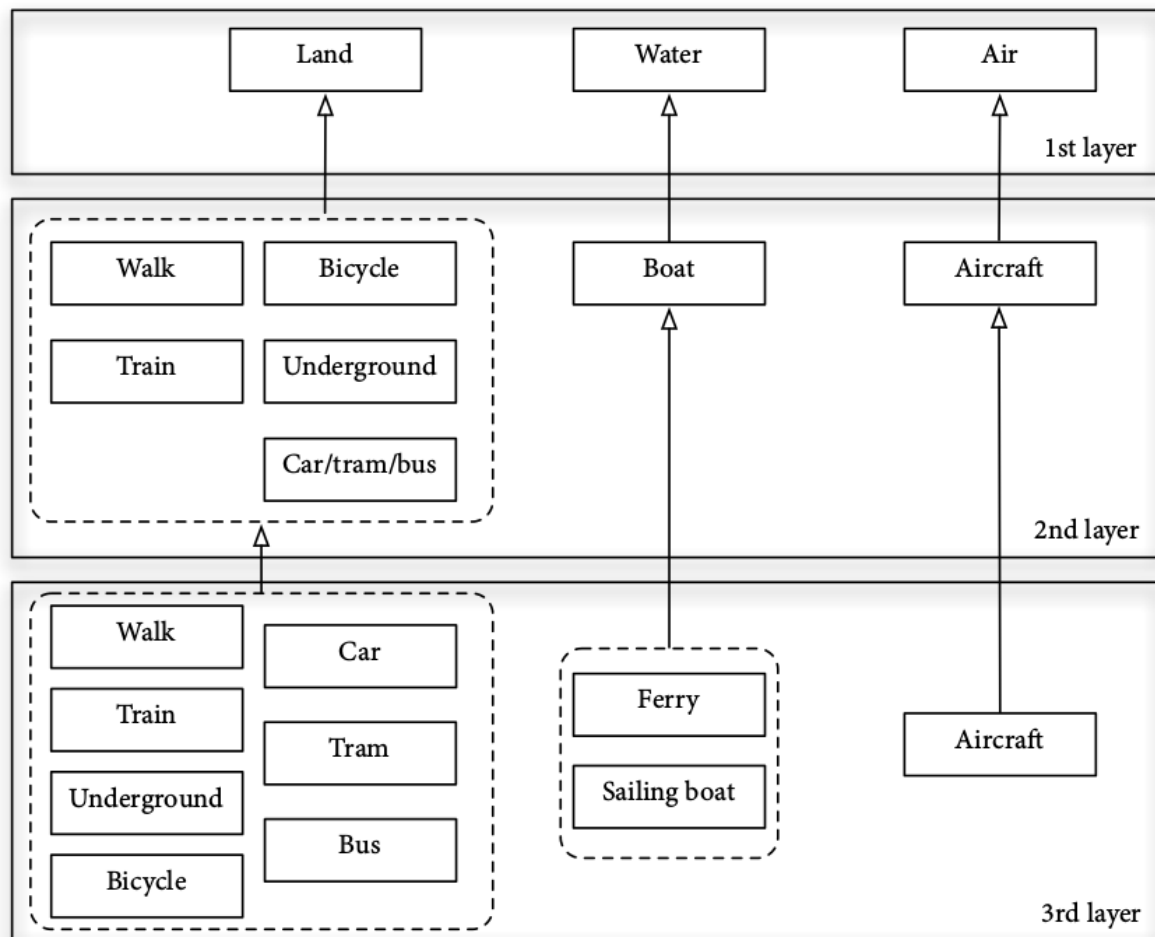 Land
Water
Air
1st layer
Walk
Bicycle
Boat
Aircraft
Train
Underground
Car/tram/bus
2nd layer
Walk
Car
Train
Ferry
Tram
Aircraft
Underground
Sailing boat
Bus
Bicycle
3rd layer